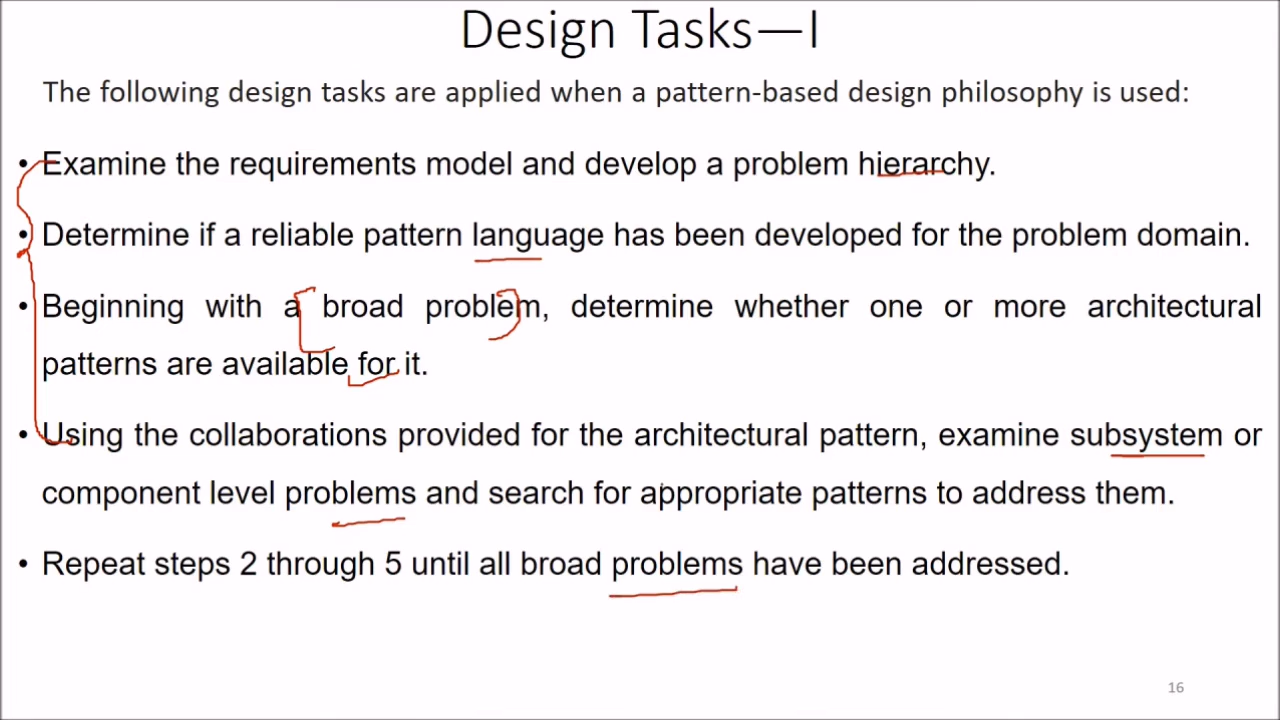 Design Tasks—I
The following design tasks are applied when a pattern-based design philosophy is used:
• Examine the requirements model and develop a problem hierarchy.
• Determine if a reliable pattern language has been developed for the problem domain.
• Beginning with a broad problem, determine whether one or more architectural
patterns are available for it.
• Using the collaborations provided for the architectural pattern, examine subsystem or
component level problems and search for appropriate patterns to address them.
• Repeat steps 2 through 5 until all broad problems have been addressed.
16